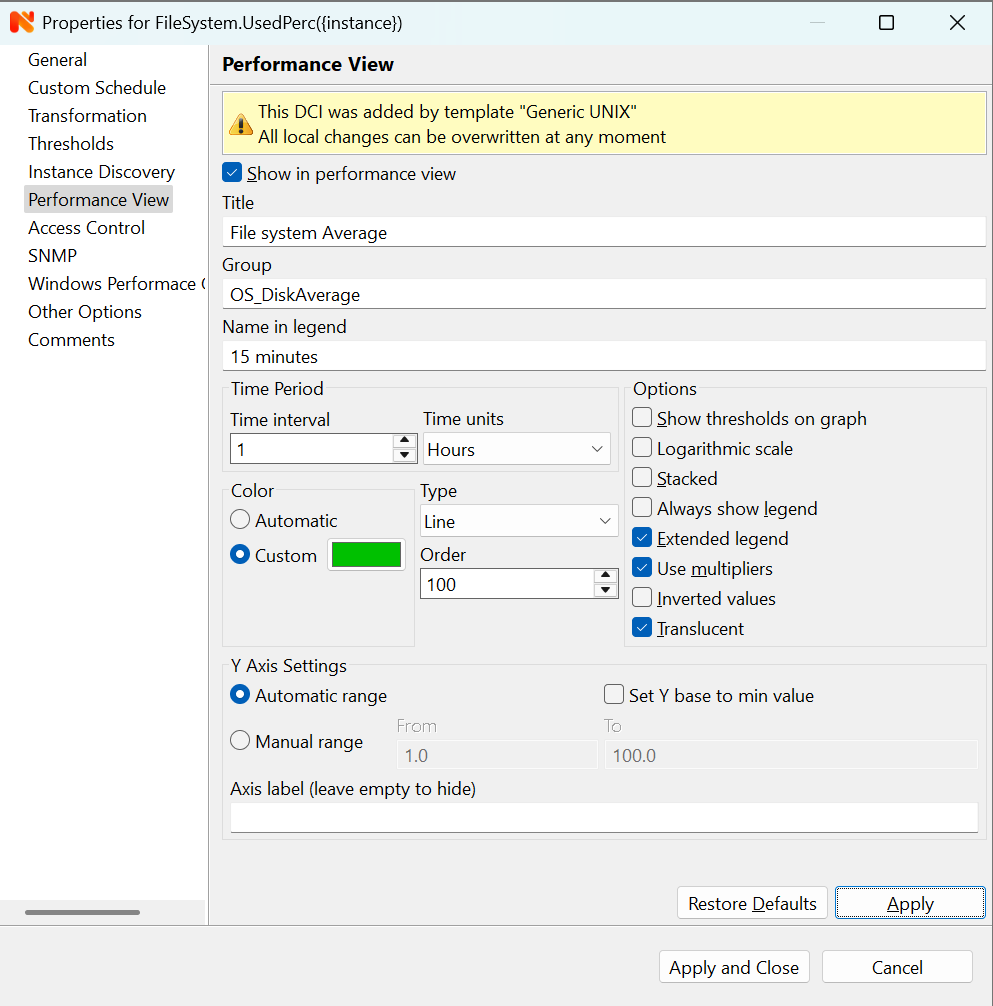 Properties for FileSystem.UsedPerc({instance})
General
Custom Schedule
Transformation
Thresholds
Instance Discovery
Performance View
Access Control
SNMP
Windows Performace
Other Options
Comments
Performance View
This DCI was added by template "Generic UNIX"
All local changes can be overwritten at any moment
Show in performance view
Title
File system Average
Group
OS_DiskAverage
Name in legend
15 minutes
Time Period
Time interval
Time units
1
Hours
Color
Automatic
Custom
Type
Line
Order
100
Options
Show thresholds on graph
Logarithmic scale
Stacked
Always show legend
Extended legend
Use multipliers
Inverted values
Translucent
Y Axis Settings
Automatic range
Set Y base to min value
Manual range
From
1.0
To
100.0
Axis label (leave empty to hide)
Restore Defaults
Apply
Apply and Close
Cancel